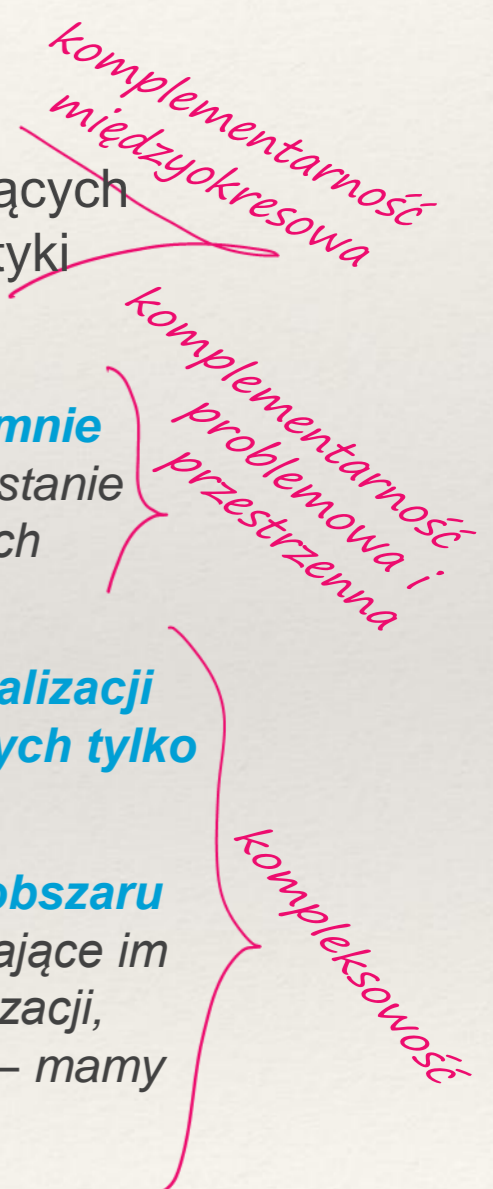 komplementarność
międzyokresowa
ących
tyki
komplementarność
problemowa i
przestrzenna
mnie
stanie
ch
alizacji
ych tylko
obszaru
ające im
zacji,
– mamy
kompleksowość